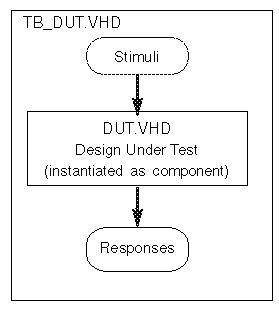 TB_DUT.VHD
Stimuli
DUT.VHD
Design Under Test
(instantiated as component)
Responses